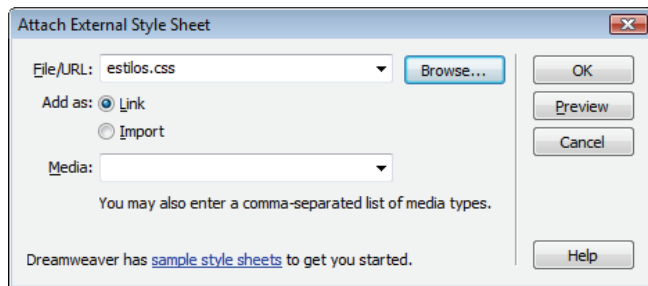 Attach External Style Sheet
File/URL: estilos.css Browse... OK
Add as: Link Preview
Import Cancel
Media:
You may also enter a comma-separated list of media types.
Dreamweaver has sample style sheets to get you started. Help